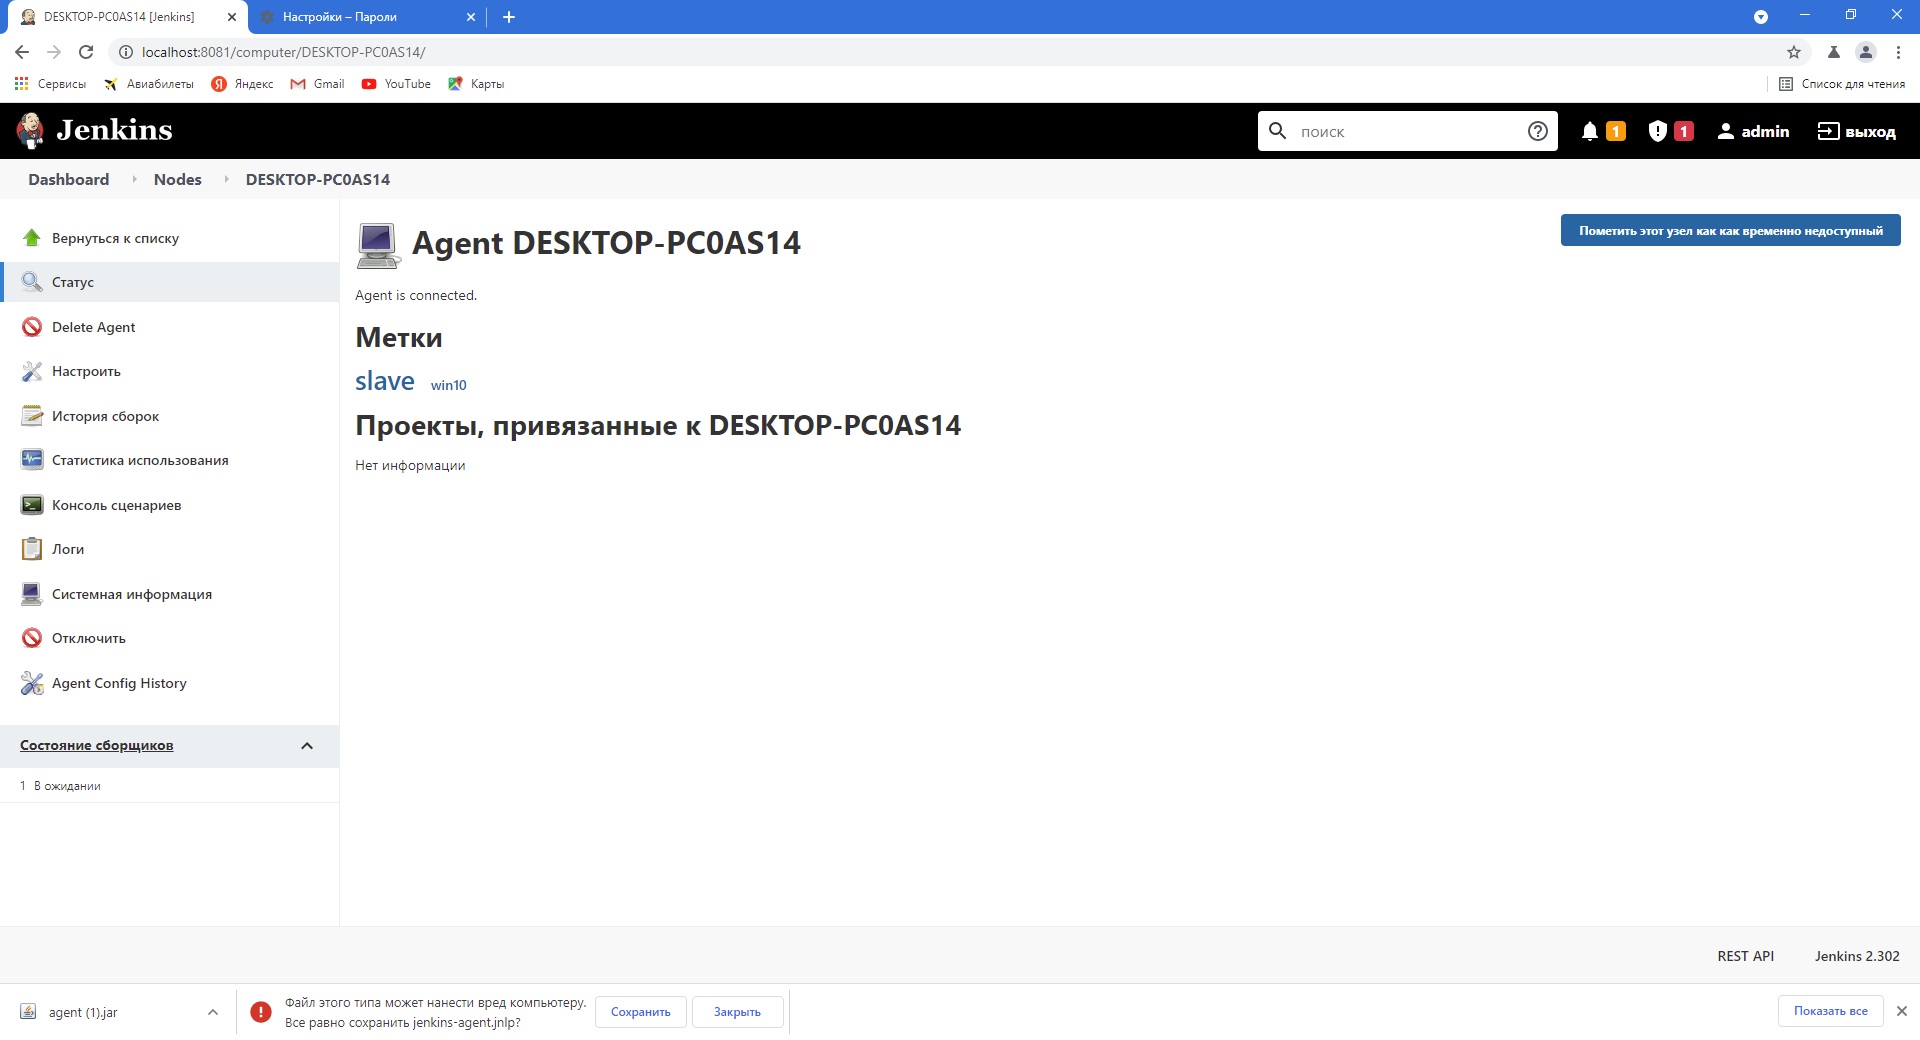 DESKTOP-PC0AS14 [Jenkins]
Настройки – Пароли
localhost:8081/computer/DESKTOP-PC0AS14/
Сервисы Авиабилеты Яндекс Gmail YouTube Карты Список для чтения
Jenkins
поиск
1
1
admin
выход
Dashboard Nodes DESKTOP-PC0AS14
Вернуться к списку
Статус
Delete Agent
Настроить
История сборок
Статистика использования
Консоль сценариев
Логи
Системная информация
Отключить
Agent Config History
Состояние сборщиков
1 В ожидании
Agent DESKTOP-PC0AS14
Пометить этот узел как как временно недоступный
Agent is connected.
Метки
slave win10
Проекты, привязанные к DESKTOP-PC0AS14
Нет информации
REST API Jenkins 2.302
agent (1).jar
Файл этого типа может нанести вред компьютеру.
Все равно сохранить jenkins-agent.jnlp?
Сохранить
Закрыть
Показать все